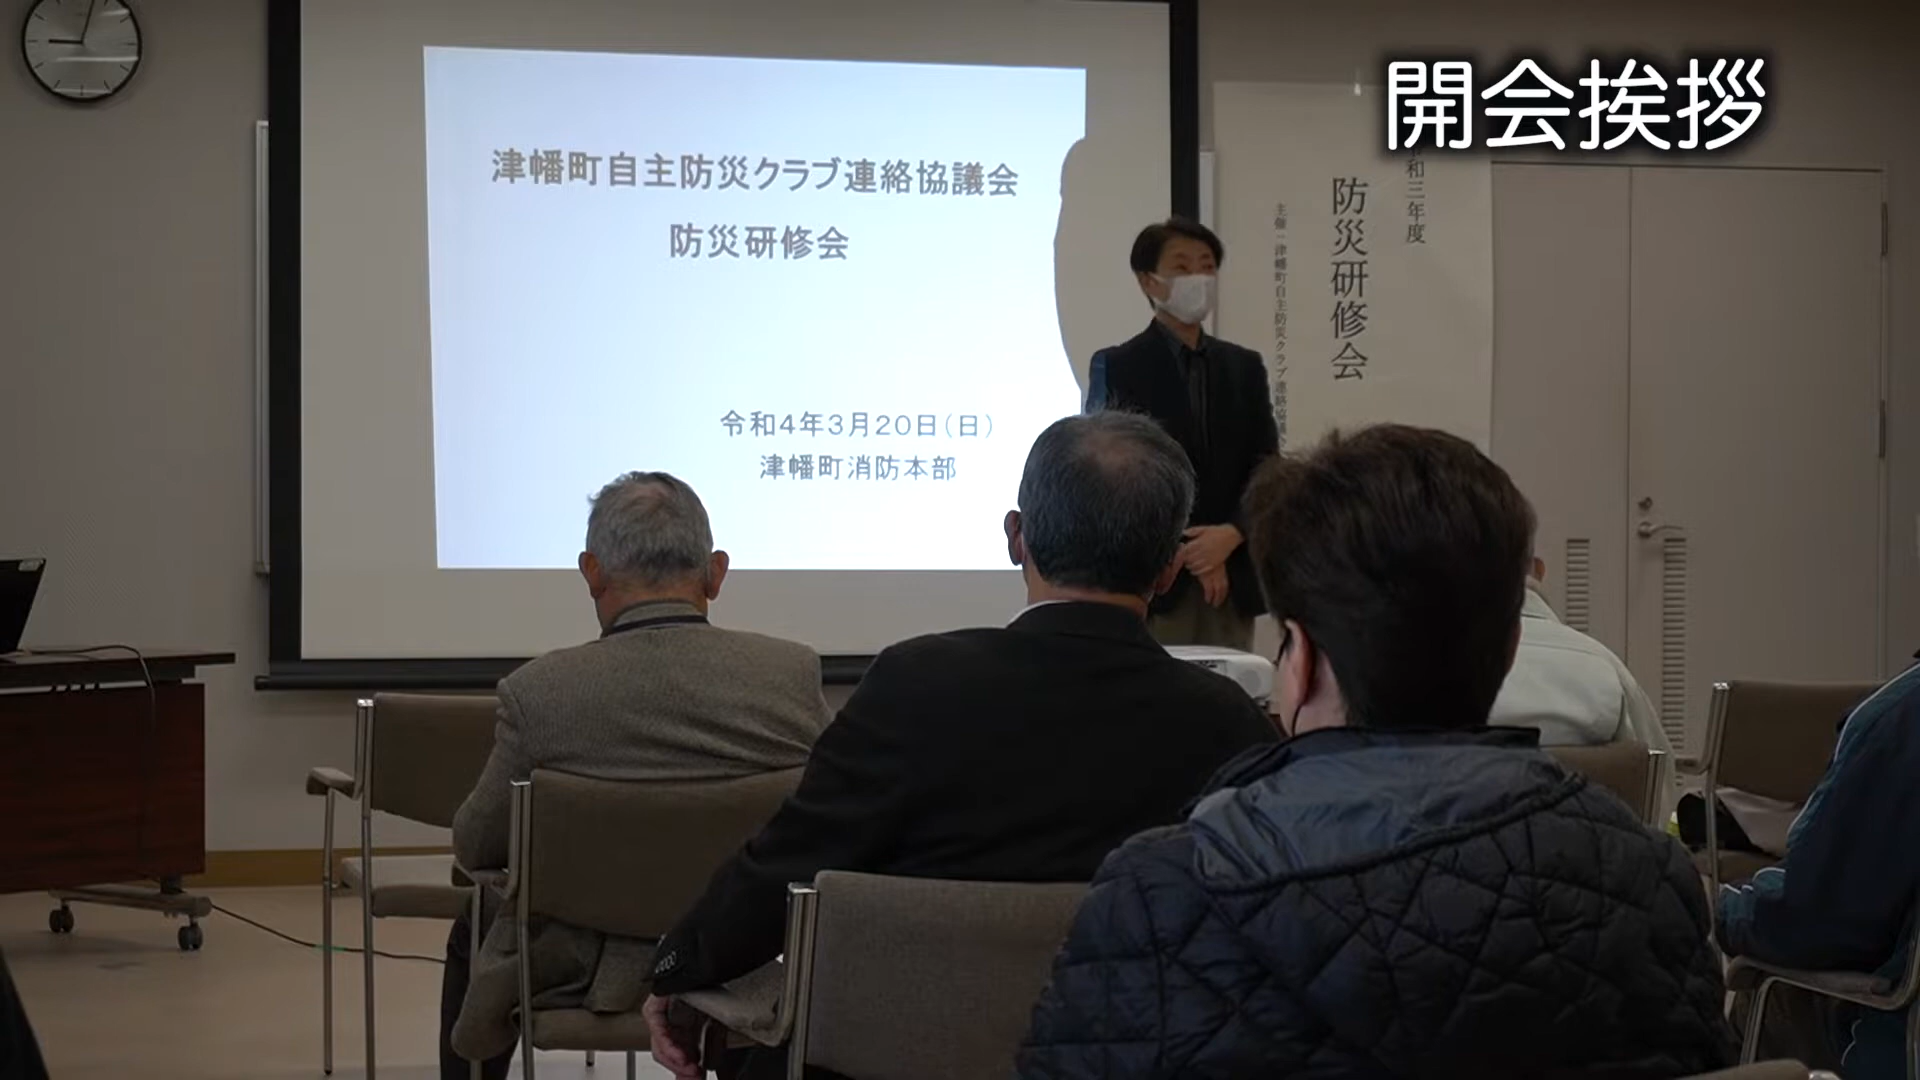 開会挨拶
津幡町自主防災クラブ連絡協議会
防災研修会
令和4年3月20日(日)
津幡町消防本部
和三年度
防災研修会
主催:津幡町自主防災クラブ連絡協議